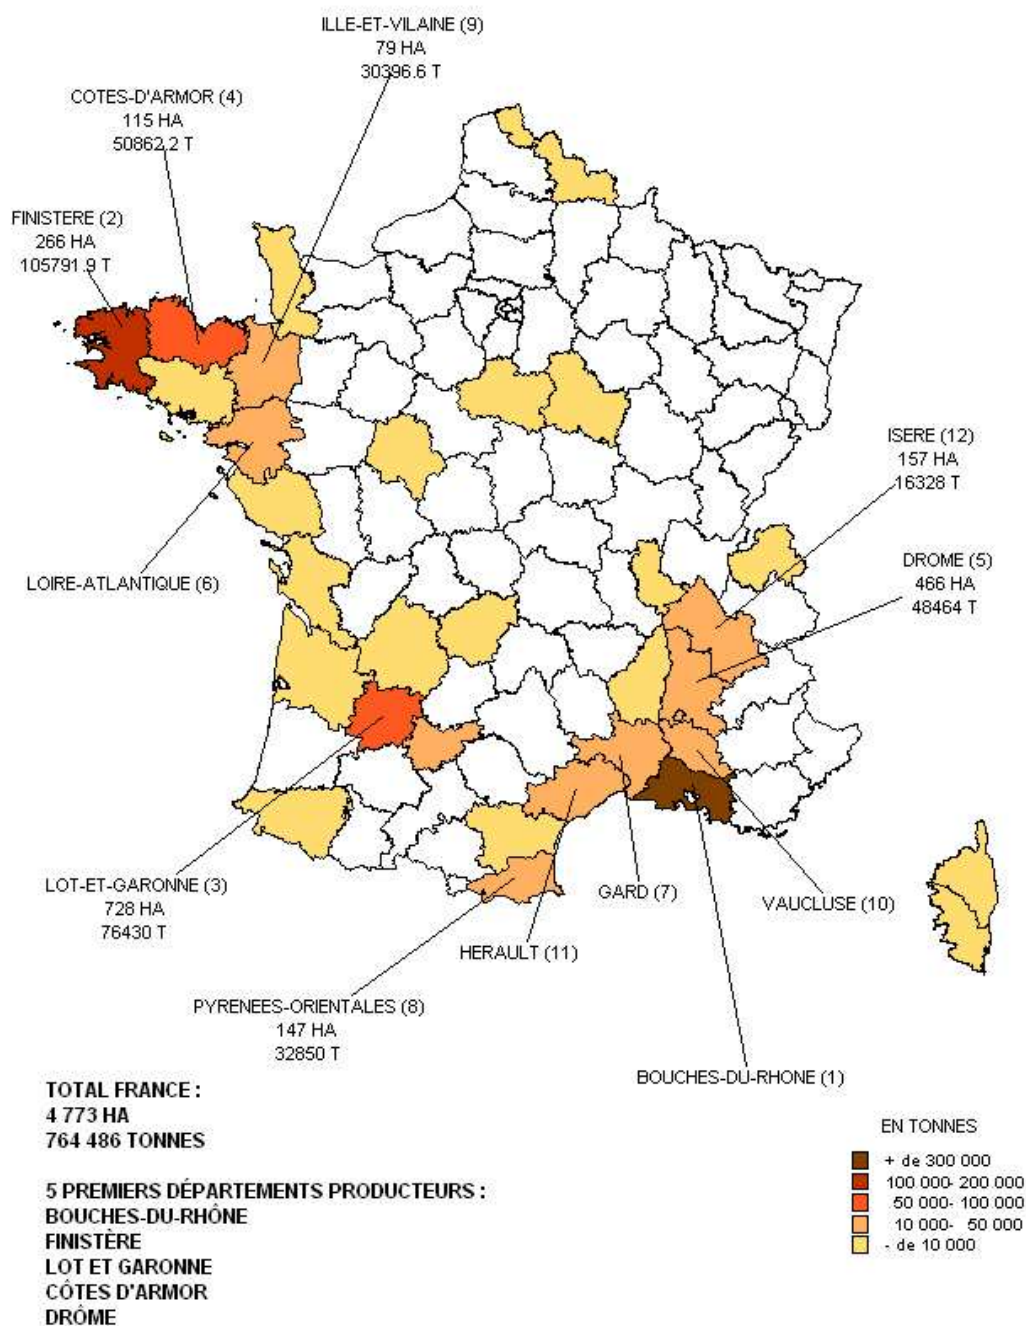 ILLE-ET-VILAINE (9)
79 HA
30396.6 T
COTES-D'ARMOR (4)
115 HA
50862.2 T
FINISTERE (2)
266 HA
105791.9 T
ISERE (12)
157 HA
16328 T
DROME (5)
466 HA
48464 T
LOIRE-ATLANTIQUE (6)
LOT-ET-GARONNE (3)
728 HA
76430 T
GARD (7)
VAUCLUSE (10)
HERAULT (11)
PYRENEES-ORIENTALES (8)
147 HA
32850 T
BOUCHES-DU-RHONE (1)
TOTAL FRANCE :
4 773 HA
764 486 TONNES
5 PREMIERS DÉPARTEMENTS PRODUCTEURS :
BOUCHES-DU-RHÔNE
FINISTÈRE
LOT ET GARONNE
CÔTES D'ARMOR
DRÔME
EN TONNES
+ de 300 000
100 000- 200 000
50 000- 100 000
10 000- 50 000
- de 10 000